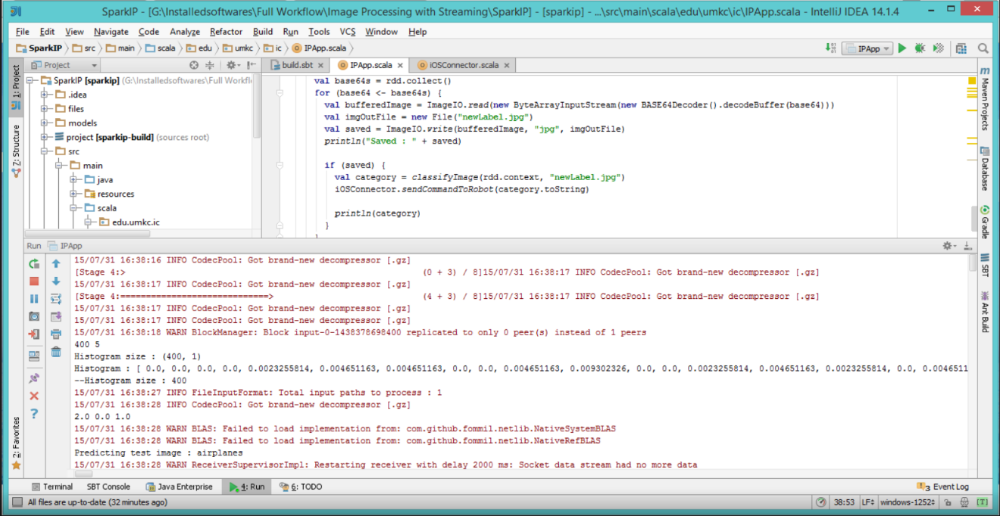 SparkIP - [G:\Installedsoftwares\Full Workflow\Image Processing with Streaming\SparkIP] - [sparkip] - ...\src\main\scala\edu\umkc\ic\IPApp.scala - IntelliJ IDEA 14.1.4
File Edit View Navigate Code Analyze Refactor Build Run Tools VCS Window Help
SparkIP src main scala edu umkc ic IPApp.scala IPApp
Project build.sbt IPApp.scala iOSConnector.scala
1: Project
Z: Structure
2: Favorites
SparkIP [sparkip] (G:\Installedsoftwares\Full Workfl
.idea
files
models
project [sparkip-build] (sources root)
src
main
java
resources
scala
edu.umkc.ic
val base64s = rdd.collect()
for (base64 <- base64s) {
val bufferedImage = ImageIO.read(new ByteArrayInputStream(new BASE64Decoder().decodeBuffer(base64)))
val imgOutFile = new File("newLabel.jpg")
val saved = ImageIO.write(bufferedImage, "jpg", imgOutFile)
println("Saved : " + saved)
if (saved) {
val category = classifyImage(rdd.context, "newLabel.jpg")
iOSConnector.sendCommandToRobot(category.toString)
println(category)
}
Maven Projects
Database
Gradle
SBT
Ant Build
Run IPApp
15/07/31 16:38:16 INFO CodecPool: Got brand-new decompressor [.gz]
[Stage 4:> (0 + 3) / 8]15/07/31 16:38:17 INFO CodecPool: Got brand-new decompressor [.gz]
15/07/31 16:38:17 INFO CodecPool: Got brand-new decompressor [.gz]
[Stage 4:=============================> (4 + 3) / 8]15/07/31 16:38:17 INFO CodecPool: Got brand-new decompressor [.gz]
15/07/31 16:38:17 INFO CodecPool: Got brand-new decompressor [.gz]
15/07/31 16:38:17 INFO CodecPool: Got brand-new decompressor [.gz]
15/07/31 16:38:18 WARN BlockManager: Block input-0-1438378698400 replicated to only 0 peer(s) instead of 1 peers
400 5
Histogram size : (400, 1)
Histogram : [ 0.0, 0.0, 0.0, 0.0, 0.0023255814, 0.004651163, 0.004651163, 0.0, 0.0, 0.004651163, 0.009302326, 0.0, 0.0, 0.0023255814, 0.004651163, 0.0023255814, 0.0, 0.0046511
--Histogram size : 400
15/07/31 16:38:27 INFO FileInputFormat: Total input paths to process : 1
15/07/31 16:38:28 INFO CodecPool: Got brand-new decompressor [.gz]
2.0 0.0 1.0
15/07/31 16:38:28 WARN BLAS: Failed to load implementation from: com.github.fommil.netlib.NativeSystemBLAS
15/07/31 16:38:28 WARN BLAS: Failed to load implementation from: com.github.fommil.netlib.NativeRefBLAS
Predicting test image : airplanes
15/07/31 16:38:28 WARN ReceiverSupervisorImpl: Restarting receiver with delay 2000 ms: Socket data stream had no more data
Terminal SBT Console Java Enterprise 4: Run 6: TODO 3 Event Log
All files are up-to-date (32 minutes ago) 38:53 LF windows-1252 [T]